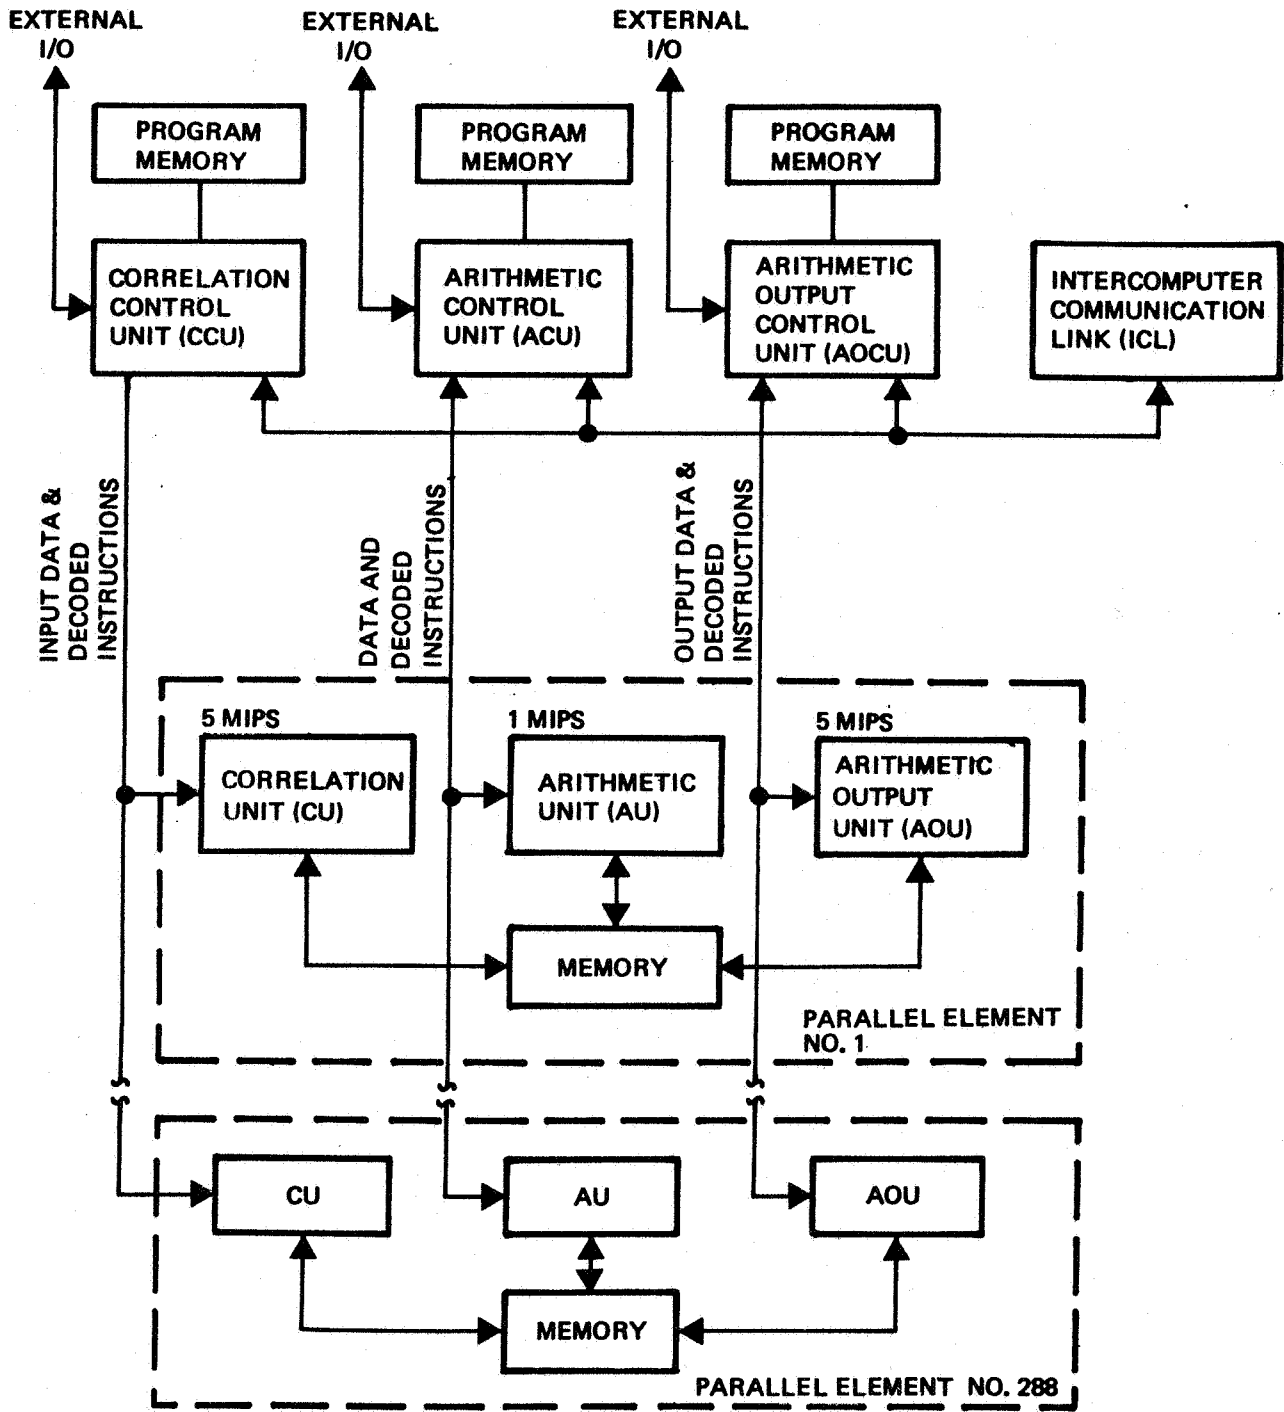 EXTERNAL
I/O
EXTERNAL
I/O
EXTERNAL
I/O
PROGRAM
MEMORY
PROGRAM
MEMORY
PROGRAM
MEMORY
CORRELATION
CONTROL
UNIT (CCU)
ARITHMETIC
CONTROL
UNIT (ACU)
ARITHMETIC
OUTPUT
CONTROL
UNIT (AOCU)
INTERCOMPUTER
COMMUNICATION
LINK (ICL)
INPUT DATA &
DECODED
INSTRUCTIONS
DATA AND
DECODED
INSTRUCTIONS
OUTPUT DATA &
DECODED
INSTRUCTIONS
5 MIPS
CORRELATION
UNIT (CU)
1 MIPS
ARITHMETIC
UNIT (AU)
5 MIPS
ARITHMETIC
OUTPUT
UNIT (AOU)
MEMORY
PARALLEL ELEMENT
NO. 1
CU
AU
AOU
MEMORY
PARALLEL ELEMENT NO. 288